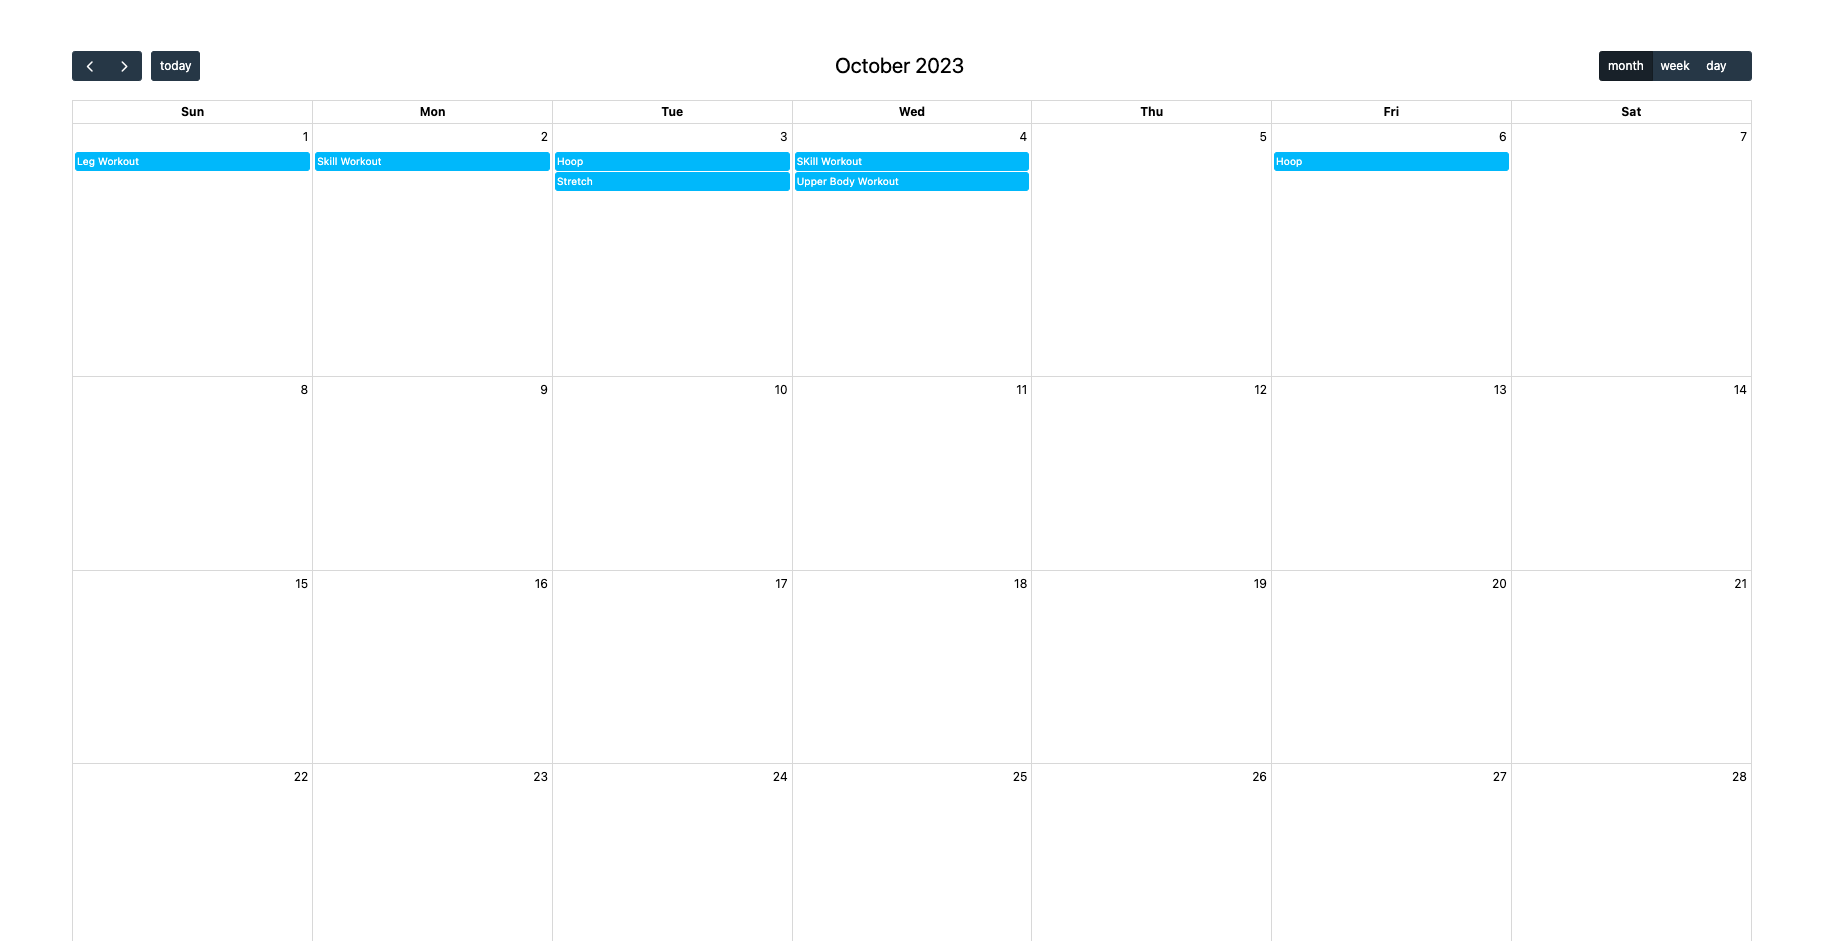 today
October 2023
month week day
Sun Mon Tue Wed Thu Fri Sat
1 2 3 4 5 6 7
Leg Workout Skill Workout Hoop SKill Workout Hoop
Stretch Upper Body Workout
8 9 10 11 12 13 14
15 16 17 18 19 20 21
22 23 24 25 26 27 28